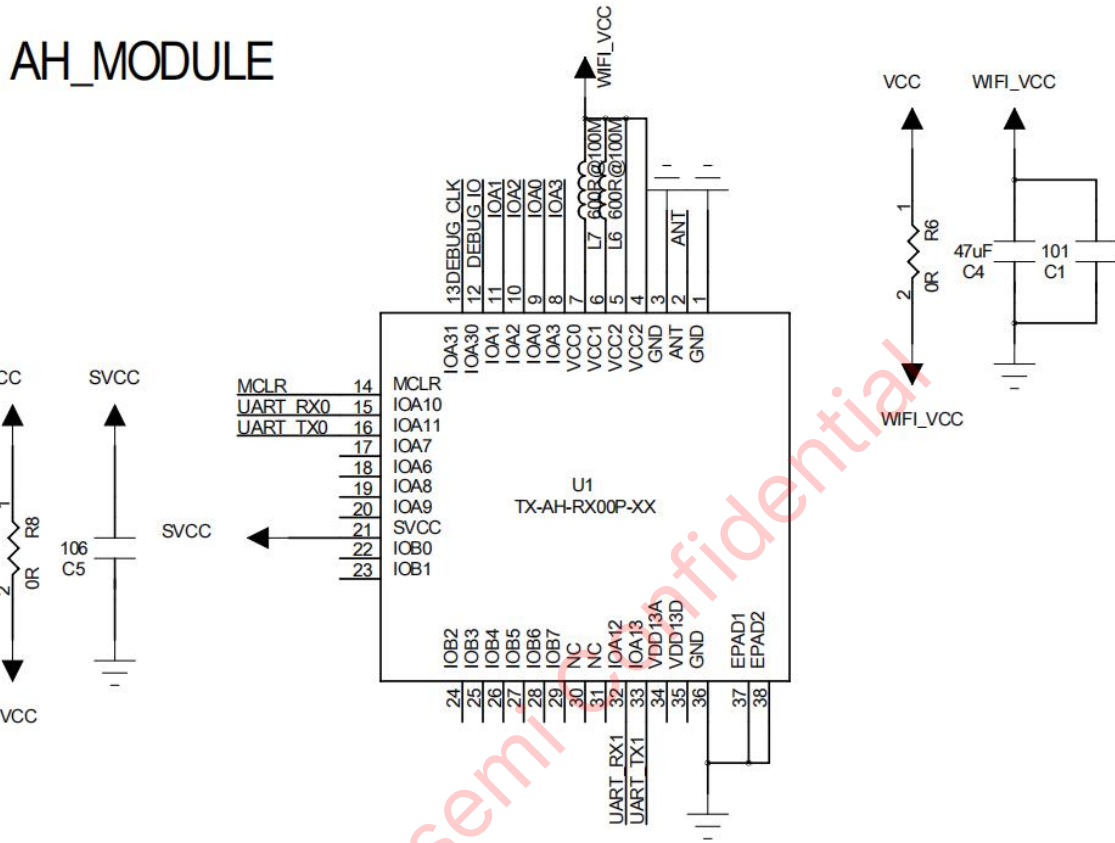 AH_MODULE
WIFI_VCC
VCC
WIFI_VCC
13 DEBUG_CLK
12 DEBUG_IO
11 IOA1
10 IOA2
9 IOA0
8 IOA3
7
6
5
4
3
2 ANT
1
L7 600R@100M
L6 600R@100M
1
R6
0R
2
47uF
C4
101
C1
WIFI_VCC
IOA31
IOA30
IOA1
IOA2
IOA0
IOA3
VCC0
VCC1
VCC2
VCC2
GND
ANT
GND
CC
SVCC
1
R8
0R
2
106
C5
VCC
SVCC
MCLR 14 MCLR
UART_RX0 15 IOA10
UART_TX0 16 IOA11
17 IOA7
18 IOA6
19 IOA8
20 IOA9
21 SVCC
22 IOB0
23 IOB1
U1
TX-AH-RX00P-XX
IOB2
IOB3
IOB4
IOB5
IOB6
IOB7
NC
NC
IOA12
IOA13
VDD13A
VDD13D
GND
EPAD1
EPAD2
24
25
26
27
28
29
30
31
32
33
34
35
36
37
38
UART_RX1
UART_TX1
semi Confidential